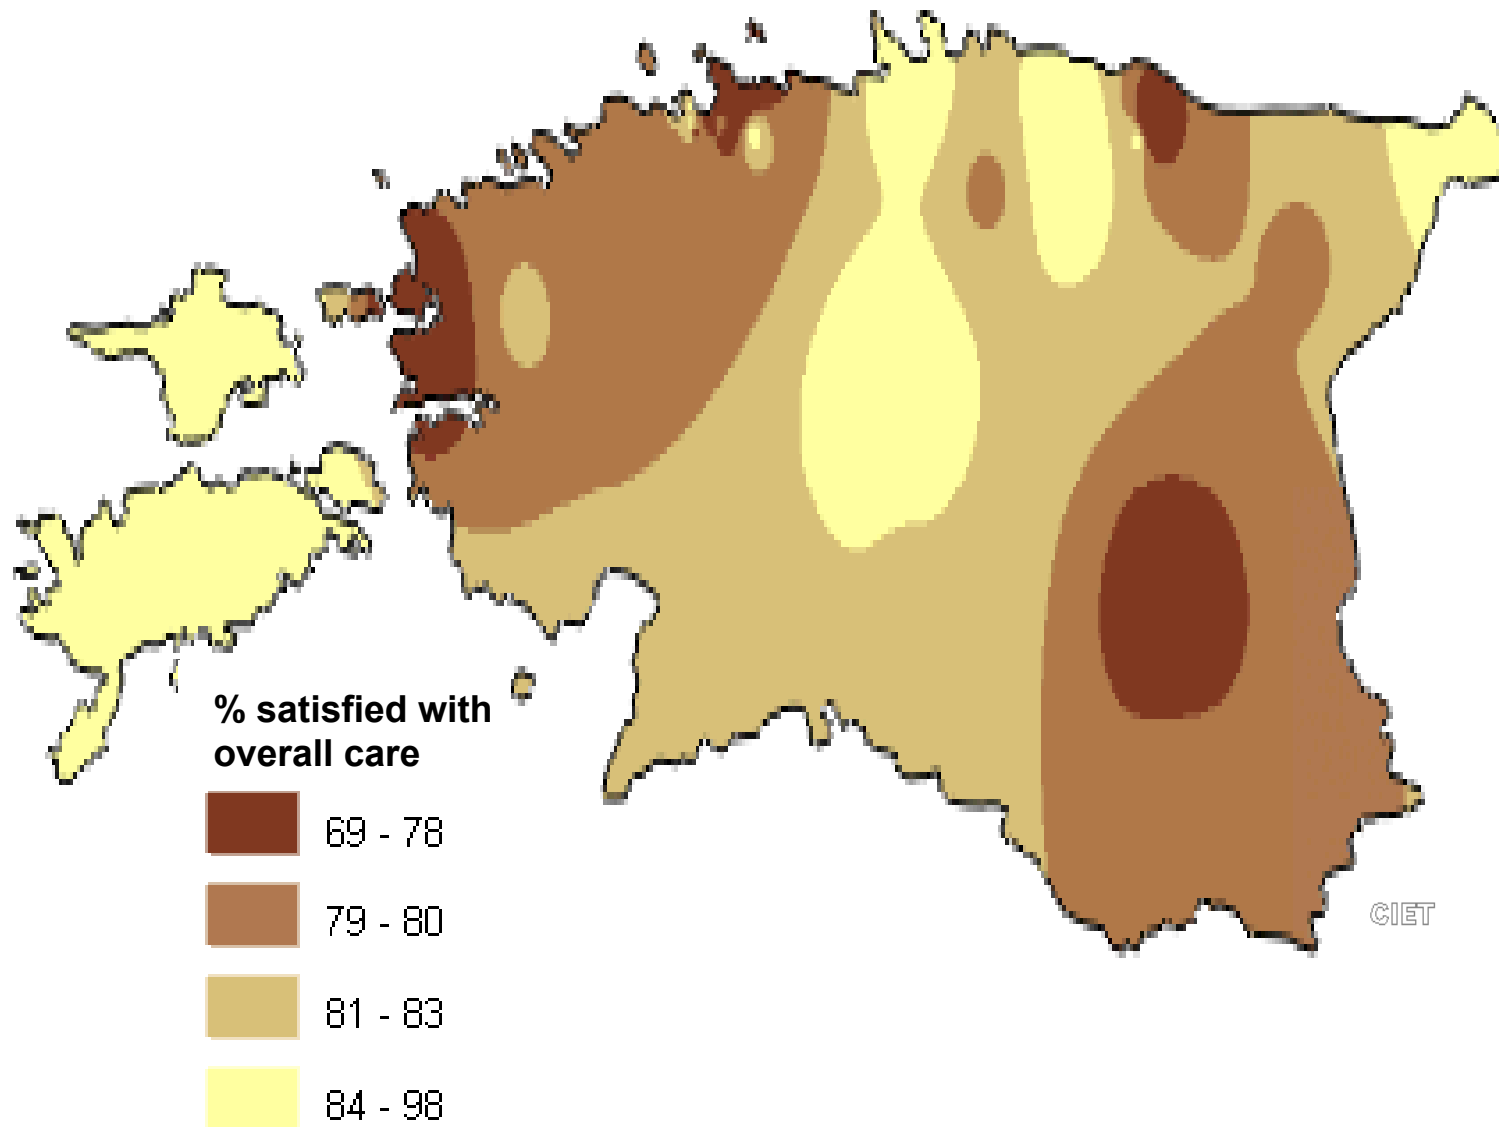 % satisfied with
overall care
69 - 78
79 - 80
81 - 83
84 - 98
CIET